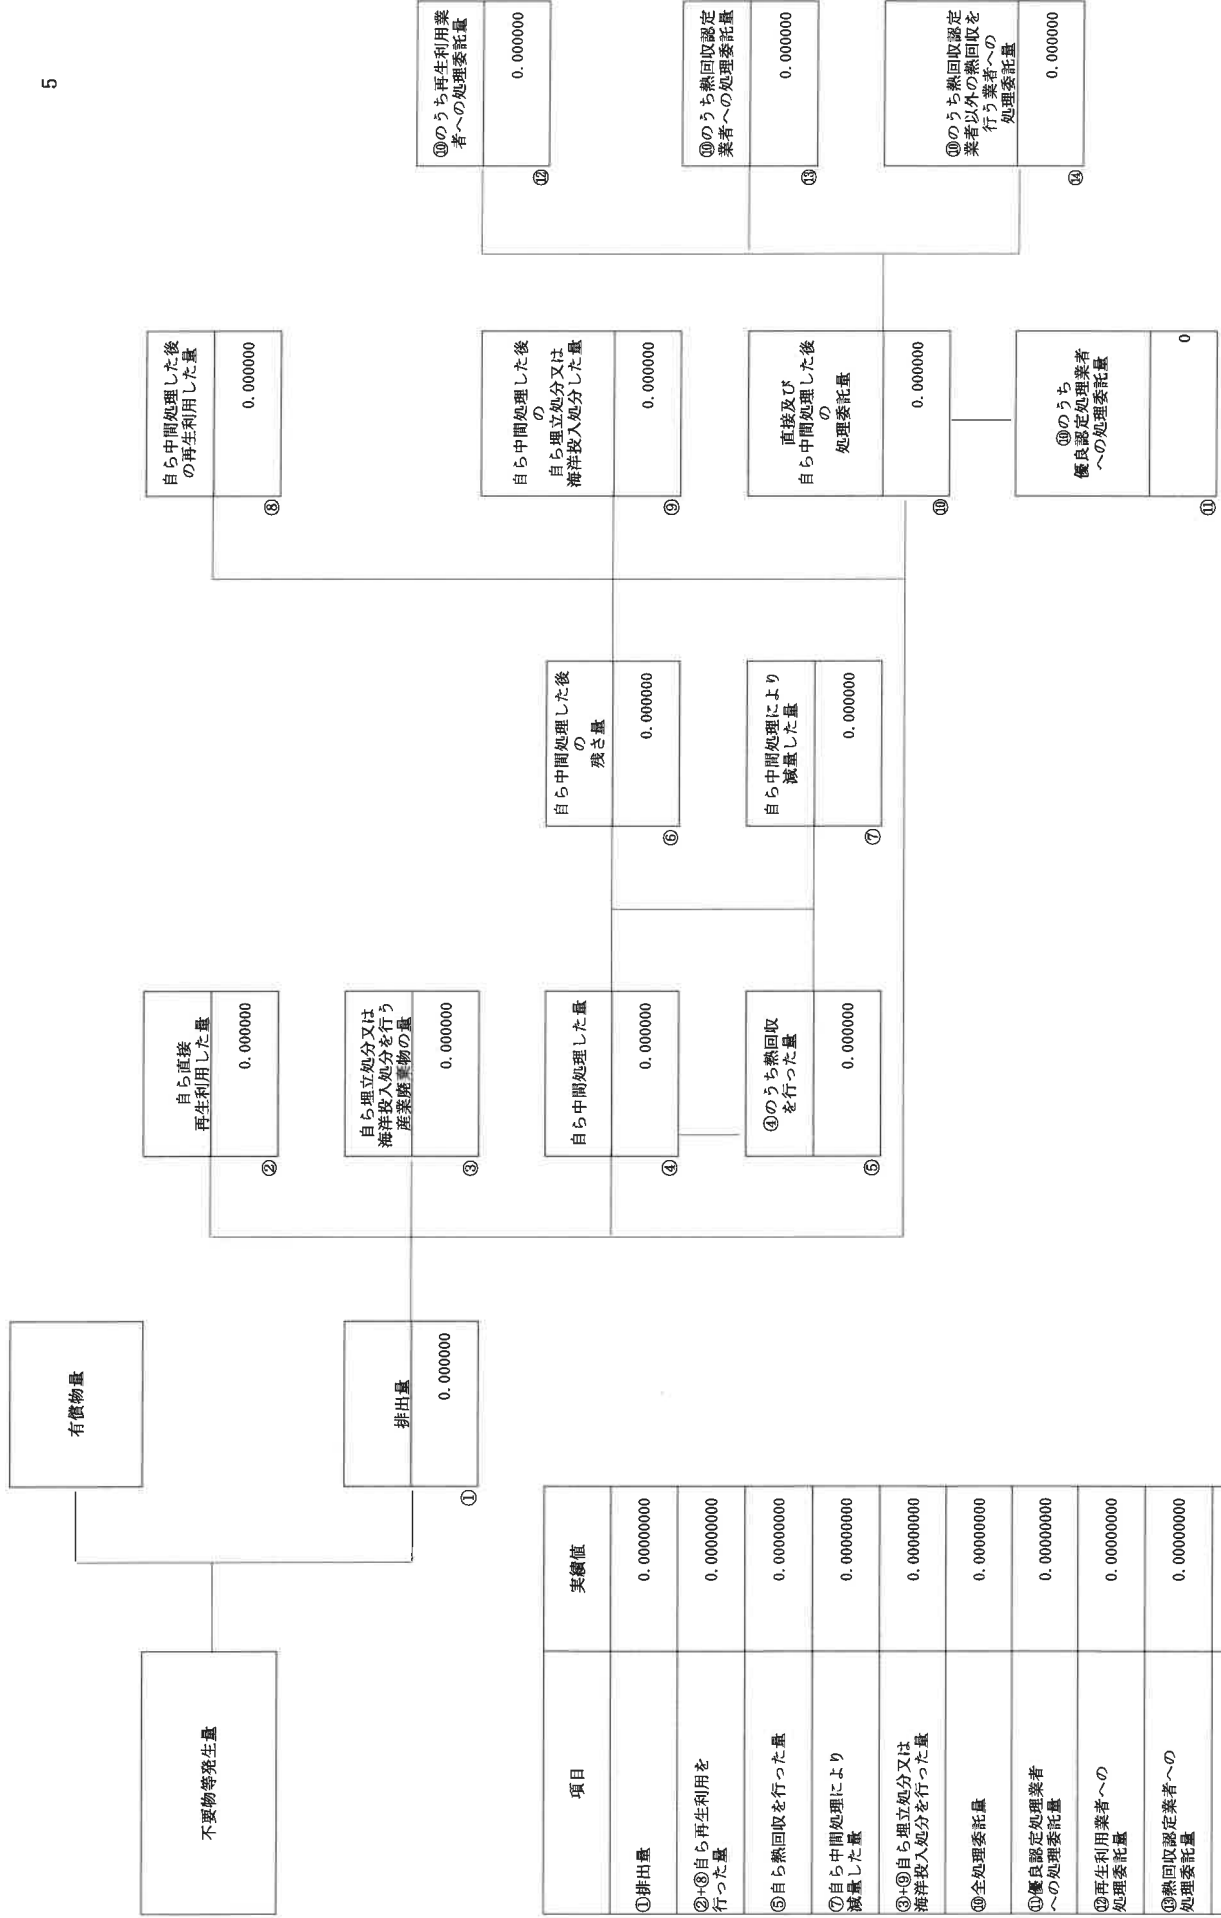 5
有償物量
不要物等発生量
排出量
0.000000
①
自ら直接
再生利用した量
0.000000
②
自ら埋立処分又は
海洋投入処分を行う
産業廃棄物の量
0.000000
③
自ら中間処理した量
0.000000
④
④のうち熱回収
を行った量
0.000000
⑤
自ら中間処理した後
の
残さ量
0.000000
⑥
自ら中間処理により
減量した量
0.000000
⑦
自ら中間処理した後
の再生利用した量
0.000000
⑧
自ら中間処理した後
の
自ら埋立処分又は
海洋投入処分した量
0.000000
⑨
直接及び
自ら中間処理した後
の
処理委託量
0.000000
⑩
⑩のうち
優良認定処理業者
への処理委託量
0
⑪
⑩のうち再生利用業
者への処理委託量
0.000000
⑫
⑩のうち熱回収認定
業者への処理委託量
0.000000
⑬
⑩のうち熱回収認定
業者以外の熱回収を
行う業者への
処理委託量
0.000000
⑭
項目 実績値
①排出量 0.00000000
②+⑧自ら再生利用を
行った量 0.00000000
⑤自ら熱回収を行った量 0.00000000
⑦自ら中間処理により
減量した量 0.00000000
③+⑨自ら埋立処分又は
海洋投入処分を行った量 0.00000000
⑩全処理委託量 0.00000000
⑪優良認定処理業者
への処理委託量 0.00000000
⑫再生利用業者への
処理委託量 0.00000000
⑬熱回収認定業者への
処理委託量 0.00000000